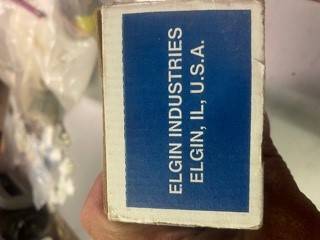 ELGIN INDUSTRIES
ELGIN, IL, U.S.A.